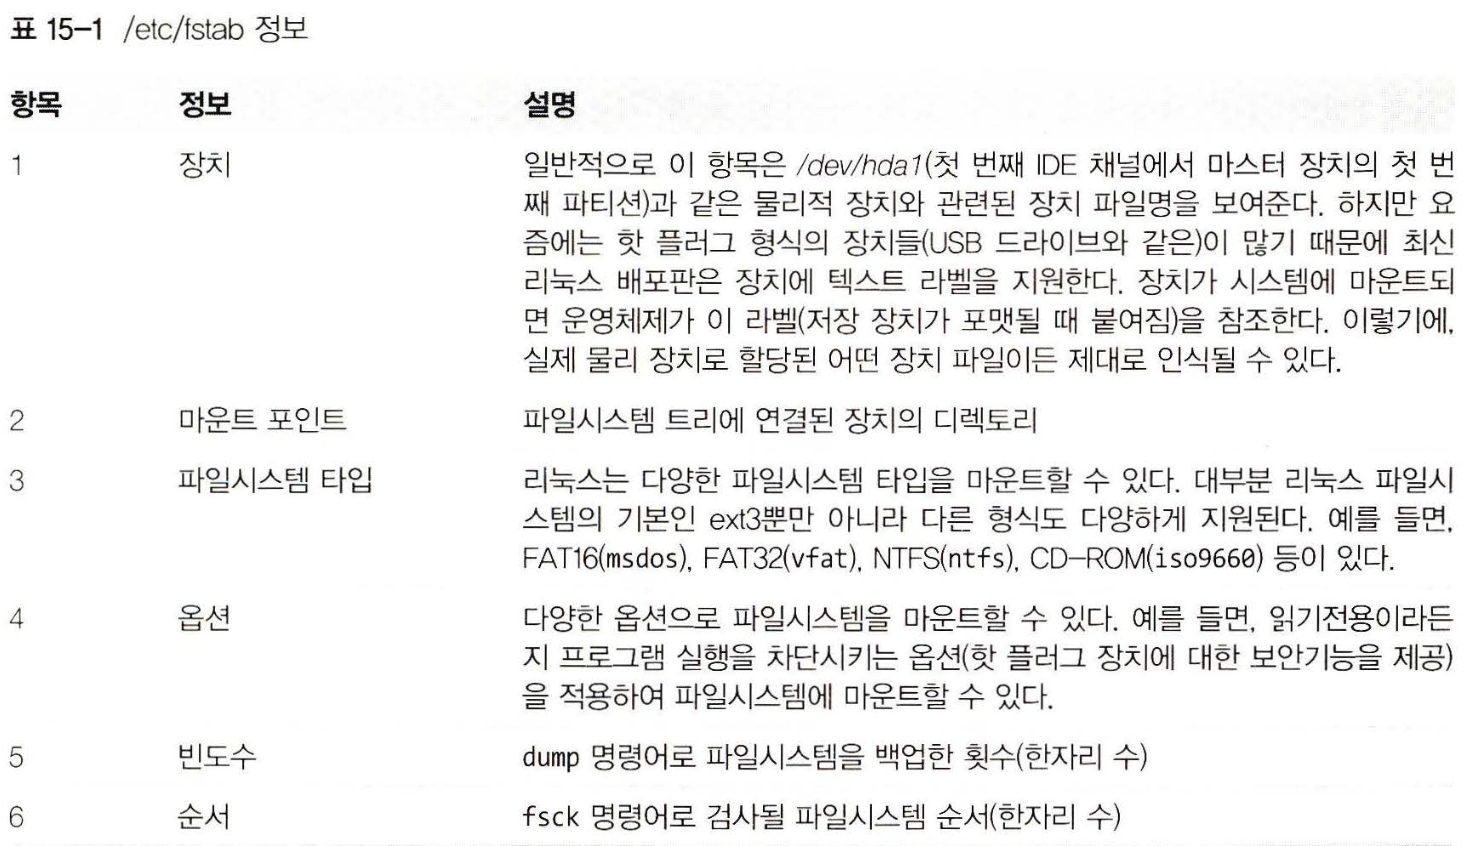 표 15–1 /etc/fstab 정보
항목 정보 설명
1 장치 일반적으로 이 항목은 /dev/hda1(첫 번째 IDE 채널에서 마스터 장치의 첫 번
째 파티션)과 같은 물리적 장치와 관련된 장치 파일명을 보여준다. 하지만 요
즘에는 핫 플러그 형식의 장치들(USB 드라이브와 같은)이 많기 때문에 최신
리눅스 배포판은 장치에 텍스트 라벨을 지원한다. 장치가 시스템에 마운트되
면 운영체제가 이 라벨(저장 장치가 포맷될 때 붙여짐)을 참조한다. 이렇기에,
실제 물리 장치로 할당된 어떤 장치 파일이든 제대로 인식될 수 있다.
2 마운트 포인트 파일시스템 트리에 연결된 장치의 디렉토리
3 파일시스템 타입 리눅스는 다양한 파일시스템 타입을 마운트할 수 있다. 대부분 리눅스 파일시
스템의 기본인 ext3뿐만 아니라 다른 형식도 다양하게 지원된다. 예를 들면,
FAT16(msdos), FAT32(vfat), NTFS(ntfs), CD–ROM(iso9660) 등이 있다.
4 옵션 다양한 옵션으로 파일시스템을 마운트할 수 있다. 예를 들면, 읽기전용이라든
지 프로그램 실행을 차단시키는 옵션(핫 플러그 장치에 대한 보안기능을 제공)
을 적용하여 파일시스템에 마운트할 수 있다.
5 빈도수 dump 명령어로 파일시스템을 백업한 횟수(한자리 수)
6 순서 fsck 명령어로 검사될 파일시스템 순서(한자리 수)